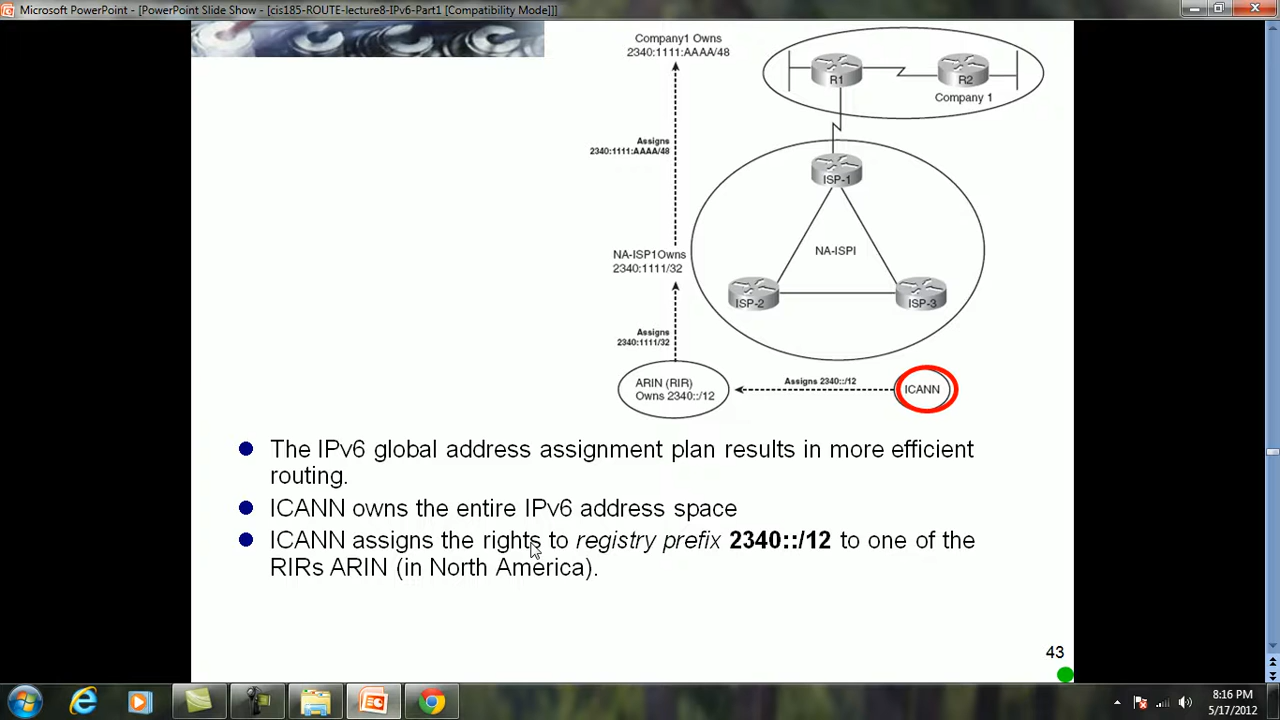 Microsoft PowerPoint - [PowerPoint Slide Show - [cis185-ROUTE-lecture8-IPv6-Part1 [Compatibility Mode]]]
Company1 Owns
2340:1111:AAAA/48
R1
R2
Company 1
Assigns
2340:1111:AAAA/48
ISP-1
NA-ISP1Owns
2340:1111/32
NA-ISPI
ISP-2
ISP-3
Assigns
2340:1111/32
ARIN (RIR)
Owns 2340::/12
Assigns 2340::/12
ICANN
The IPv6 global address assignment plan results in more efficient
routing.
ICANN owns the entire IPv6 address space
ICANN assigns the rights to registry prefix 2340::/12 to one of the
RIRs ARIN (in North America).
43
8:16 PM
5/17/2012